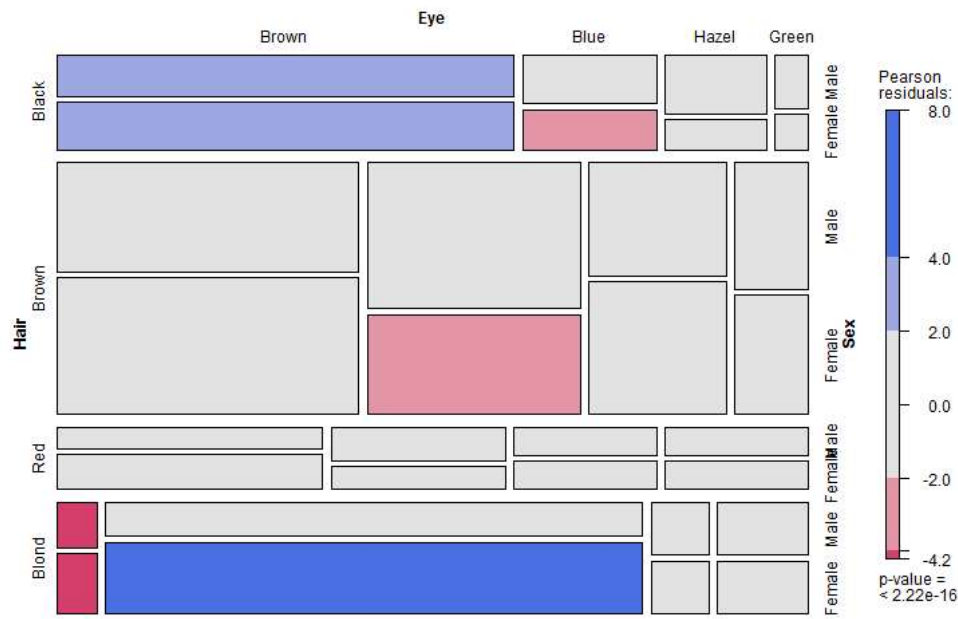 Eye
Brown Blue Hazel Green
Pearson
residuals:
8.0
4.0
2.0
0.0
-2.0
-4.2
p-value =
< 2.22e-16
Hair
Black
Brown
Red
Blond
Sex
Male
Female
Male
Female
Male
Female
Male
Female